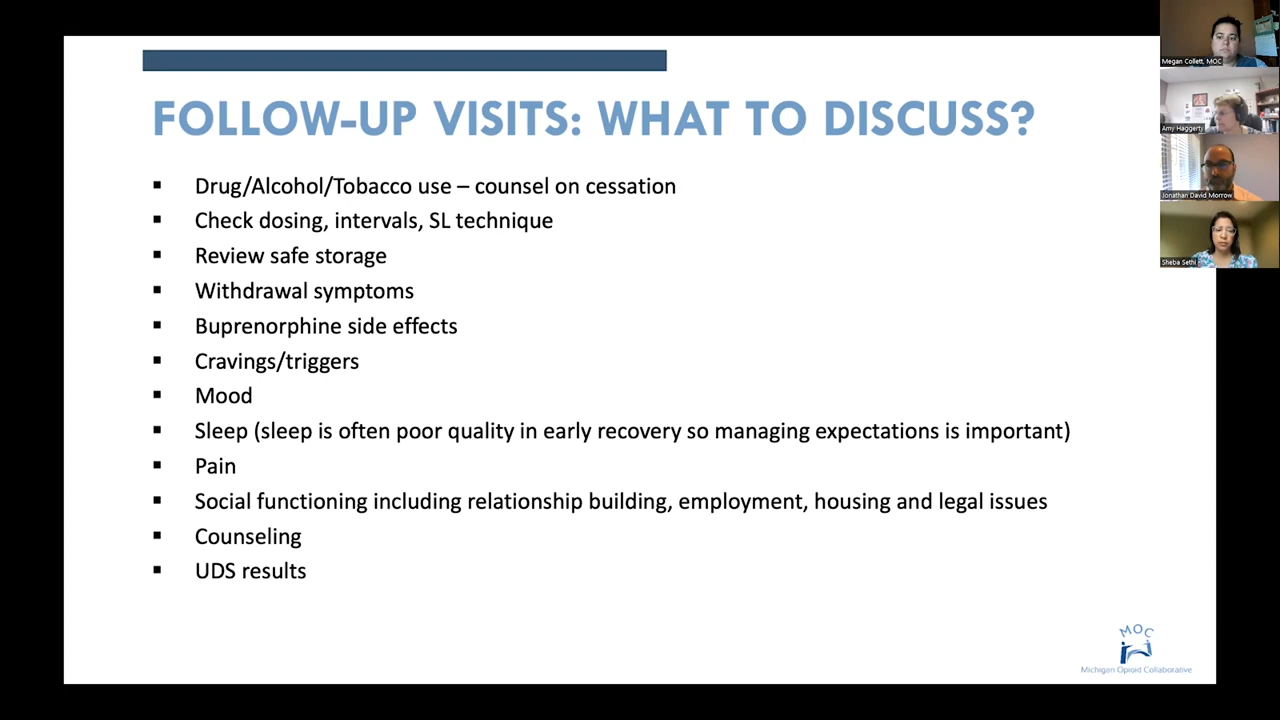 FOLLOW-UP VISITS: WHAT TO DISCUSS?
▪ Drug/Alcohol/Tobacco use – counsel on cessation
▪ Check dosing, intervals, SL technique
▪ Review safe storage
▪ Withdrawal symptoms
▪ Buprenorphine side effects
▪ Cravings/triggers
▪ Mood
▪ Sleep (sleep is often poor quality in early recovery so managing expectations is important)
▪ Pain
▪ Social functioning including relationship building, employment, housing and legal issues
▪ Counseling
▪ UDS results
MOC
Michigan Opioid Collaborative
Megan Collett, MOC
Amy Haggerty
Jonathan David Morrow
Sheba Sethi